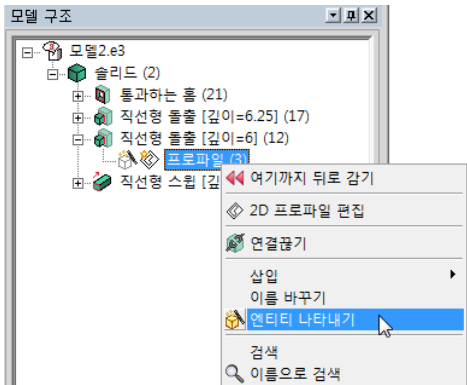 모델 구조
모델2.e3
솔리드 (2)
통과하는 홈 (21)
직선형 돌출 [깊이=6.25] (17)
직선형 돌출 [깊이=6] (12)
프로파일 (3)
직선형 스윕 [깊
여기까지 뒤로 감기
2D 프로파일 편집
연결끊기
삽입
이름 바꾸기
엔티티 나타내기
검색
이름으로 검색